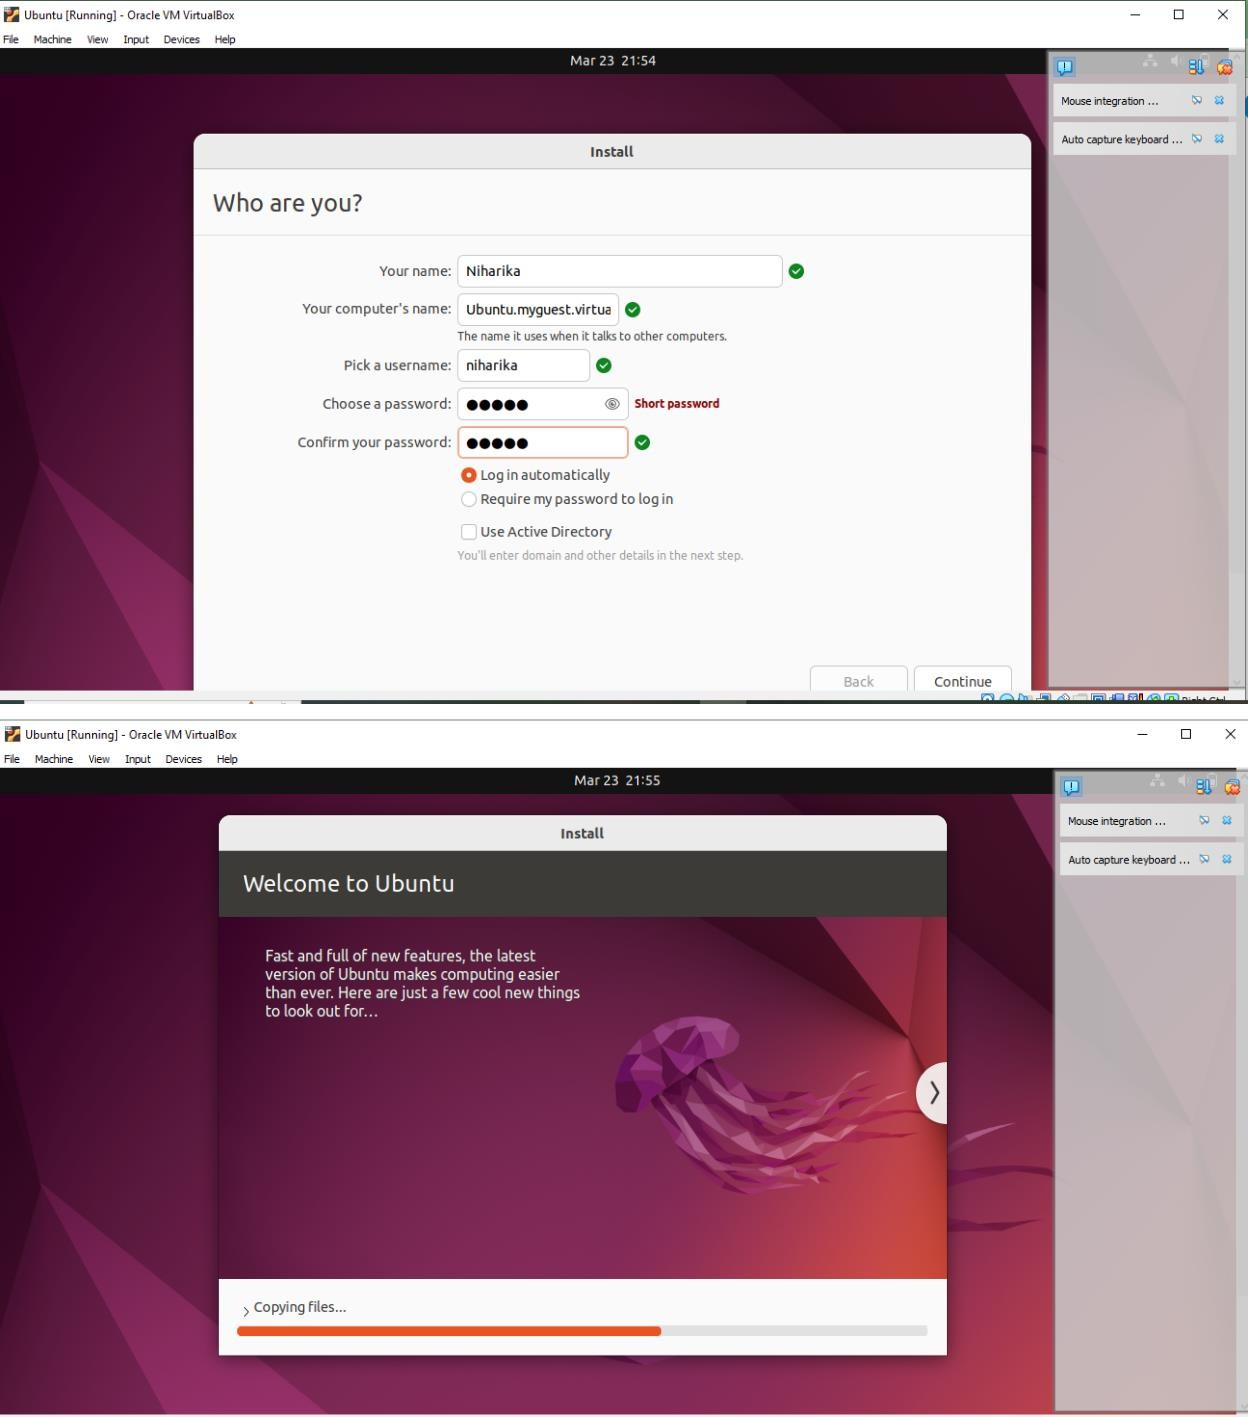 Ubuntu [Running] - Oracle VM VirtualBox
File Machine View Input Devices Help
Mar 23 21:54
Mouse integration ...
Auto capture keyboard ...
Install
Who are you?
Your name: Niharika
Your computer's name: Ubuntu.myguest.virtua
The name it uses when it talks to other computers.
Pick a username: niharika
Choose a password: ●●●●● Short password
Confirm your password: ●●●●●
Log in automatically
Require my password to log in
Use Active Directory
You'll enter domain and other details in the next step.
Back Continue
Right Ctrl
Ubuntu [Running] - Oracle VM VirtualBox
File Machine View Input Devices Help
Mar 23 21:55
Mouse integration ...
Auto capture keyboard ...
Install
Welcome to Ubuntu
Fast and full of new features, the latest
version of Ubuntu makes computing easier
than ever. Here are just a few cool new things
to look out for...
Copying files...